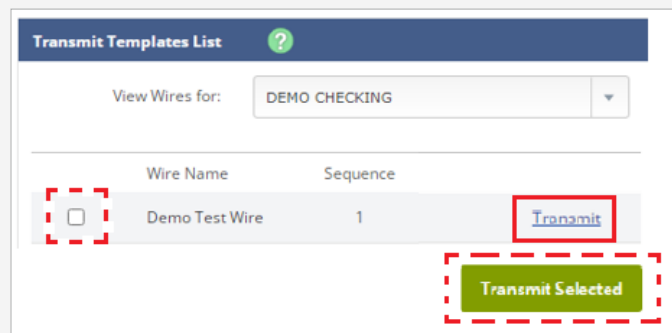 Transmit Templates List ?
View Wires for: DEMO CHECKING
Wire Name Sequence
Demo Test Wire 1 Transmit
Transmit Selected